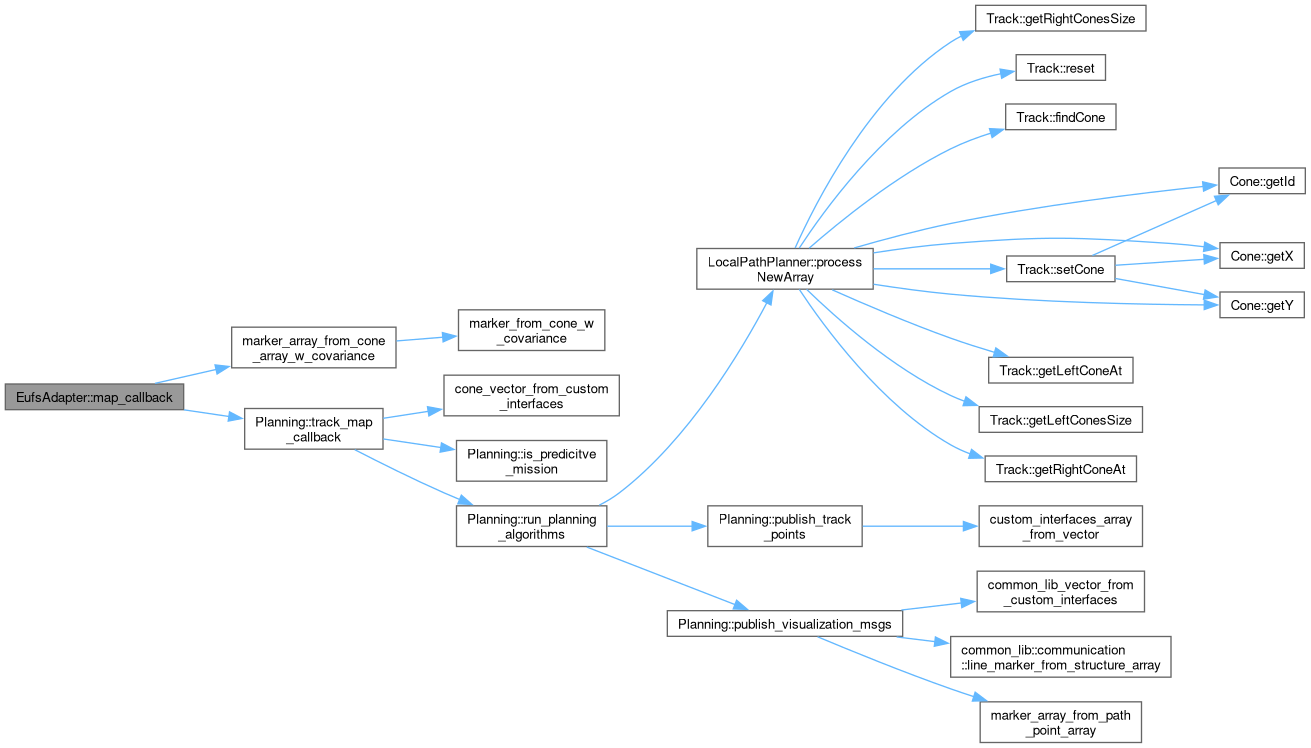 EufsAdapter::map_callback
marker_array_from_cone
_array_w_covariance
marker_from_cone_w
_covariance
Planning::track_map
_callback
cone_vector_from_custom
_interfaces
Planning::is_predicitve
_mission
Planning::run_planning
_algorithms
LocalPathPlanner::process
NewArray
Track::getRightConesSize
Track::reset
Track::findCone
Cone::getId
Cone::getX
Track::setCone
Cone::getY
Track::getLeftConeAt
Track::getLeftConesSize
Track::getRightConeAt
Planning::publish_track
_points
custom_interfaces_array
_from_vector
Planning::publish_visualization_msgs
common_lib_vector_from
_custom_interfaces
common_lib::communication
::line_marker_from_structure_array
marker_array_from_path
_point_array